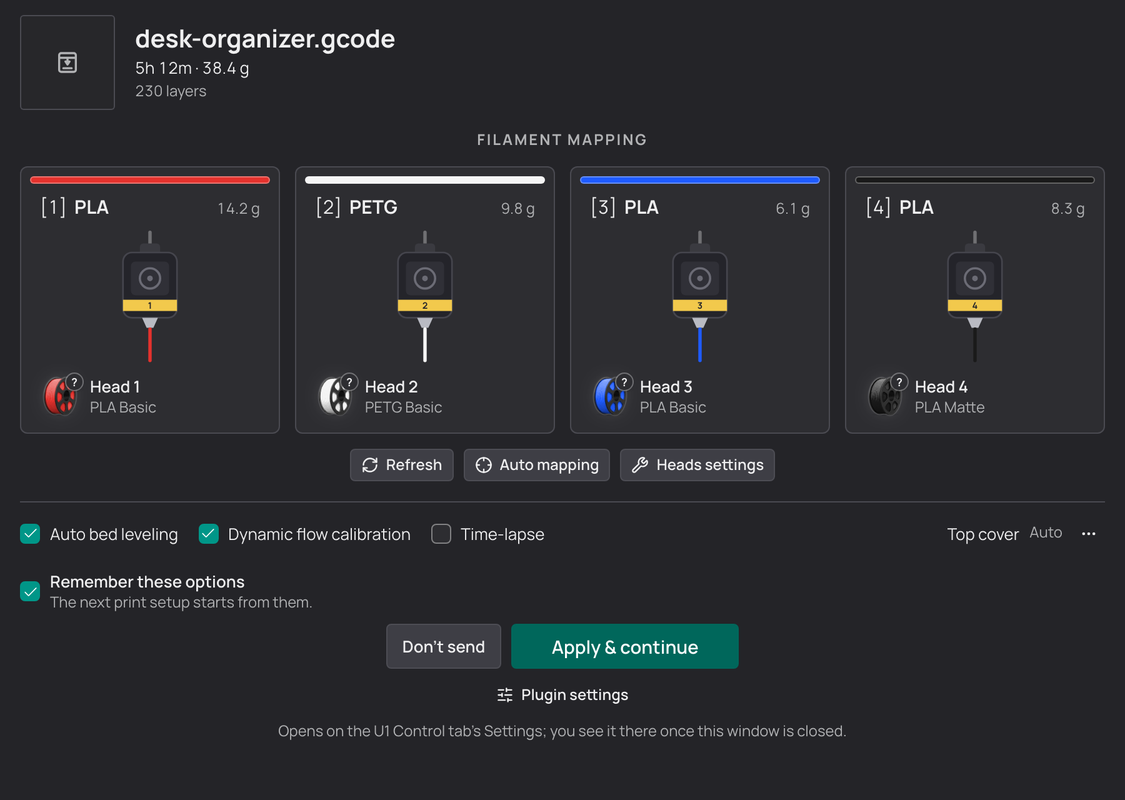 desk-organizer.gcode
5h 12m · 38.4 g
230 layers
FILAMENT MAPPING
[1] PLA 14.2 g
1
? Head 1
PLA Basic
[2] PETG 9.8 g
2
? Head 2
PETG Basic
[3] PLA 6.1 g
3
? Head 3
PLA Basic
[4] PLA 8.3 g
4
? Head 4
PLA Matte
Refresh Auto mapping Heads settings
Auto bed leveling Dynamic flow calibration Time-lapse Top cover Auto ···
Remember these options
The next print setup starts from them.
Don't send Apply & continue
Plugin settings
Opens on the U1 Control tab's Settings; you see it there once this window is closed.